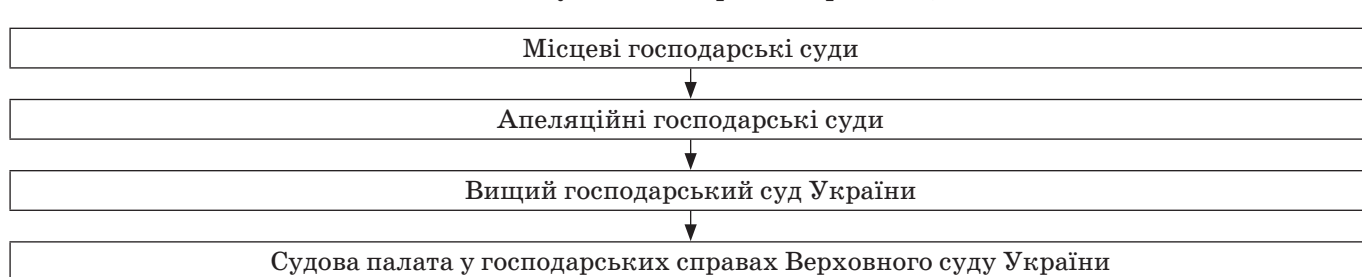 Місцеві господарські суди
Апеляційні господарські суди
Вищий господарський суд України
Судова палата у господарських справах Верховного суду України